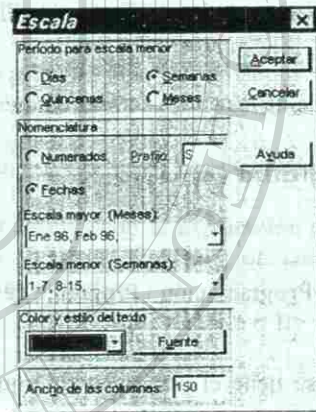 Escala
Período para escala menor
Días
Semanas
Quincenas
Meses
Aceptar
Cancelar
Nomenclatura
Numerados
Prefijo:
S
Ayuda
Fechas
Escala mayor (Meses):
Ene 96, Feb 96,
Escala menor (Semanas):
1-7, 8-15, ...
Color y estilo del texto
Fuente
Ancho de las columnas:
150